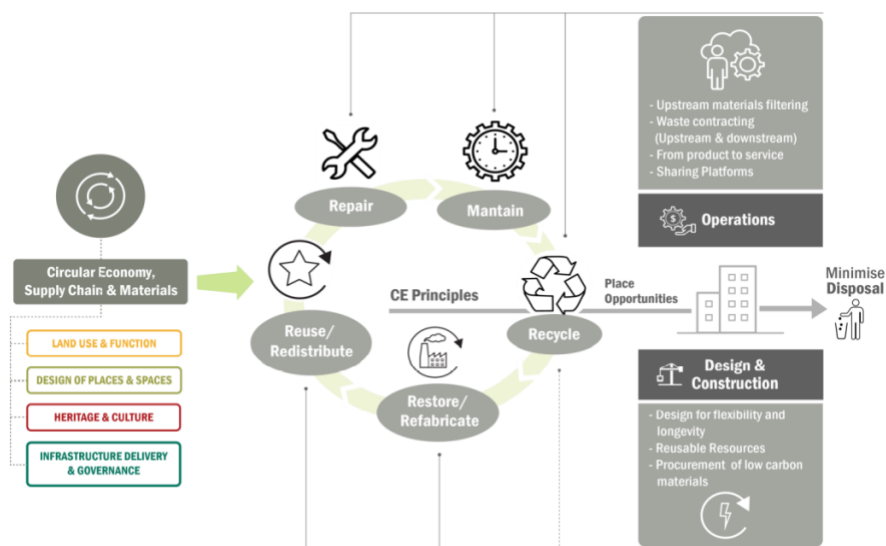 Circular Economy,
Supply Chain & Materials
LAND USE & FUNCTION
DESIGN OF PLACES & SPACES
HERITAGE & CULTURE
INFRASTRUCTURE DELIVERY
& GOVERNANCE
Repair
Mantain
Reuse/
Redistribute
CE Principles
Recycle
Restore/
Refabricate
Place
Opportunities
- Upstream materials filtering
- Waste contracting
(Upstream & downstream)
- From product to service
- Sharing Platforms
$
Operations
Minimise
Disposal
Design &
Construction
- Design for flexibility and
longevity
- Reusable Resources
- Procurement of low carbon
materials